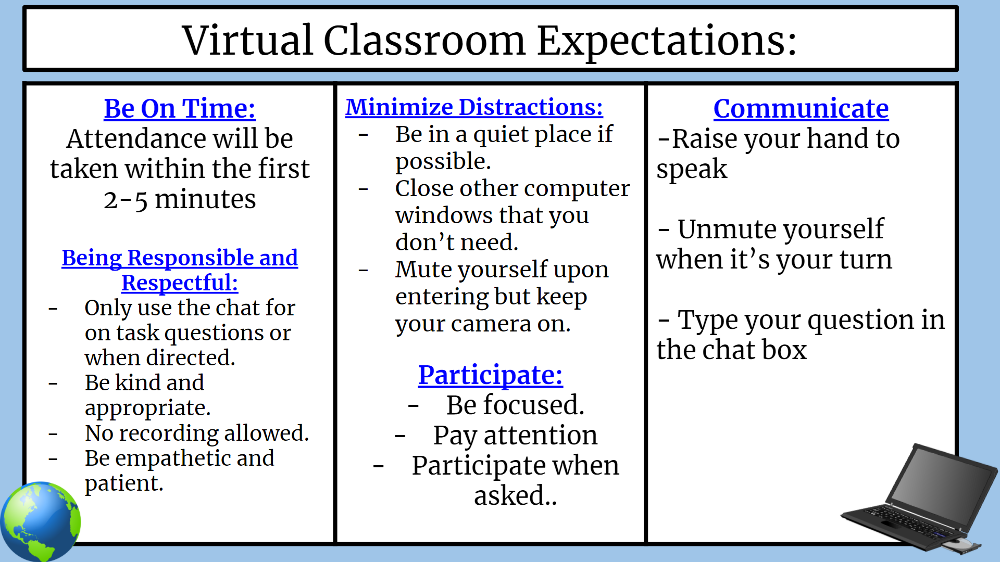 Virtual Classroom Expectations:
Be On Time:
Attendance will be
taken within the first
2-5 minutes
Being Responsible and
Respectful:
- Only use the chat for
on task questions or
when directed.
- Be kind and
appropriate.
- No recording allowed.
- Be empathetic and
patient.
Minimize Distractions:
- Be in a quiet place if
possible.
- Close other computer
windows that you
don’t need.
- Mute yourself upon
entering but keep
your camera on.
Participate:
- Be focused.
- Pay attention
- Participate when
asked..
Communicate
-Raise your hand to
speak
- Unmute yourself
when it’s your turn
- Type your question in
the chat box